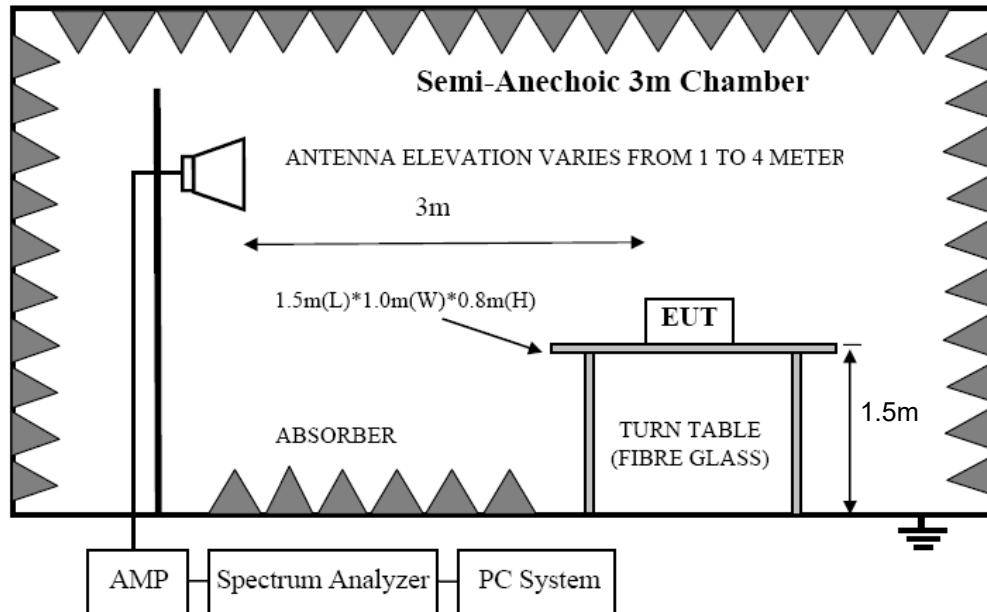 Semi-Anechoic 3m Chamber
ANTENNA ELEVATION VARIES FROM 1 TO 4 METER
3m
1.5m(L)*1.0m(W)*0.8m(H)
EUT
1.5m
ABSORBER
TURN TABLE
(FIBRE GLASS)
AMP
Spectrum Analyzer
PC System